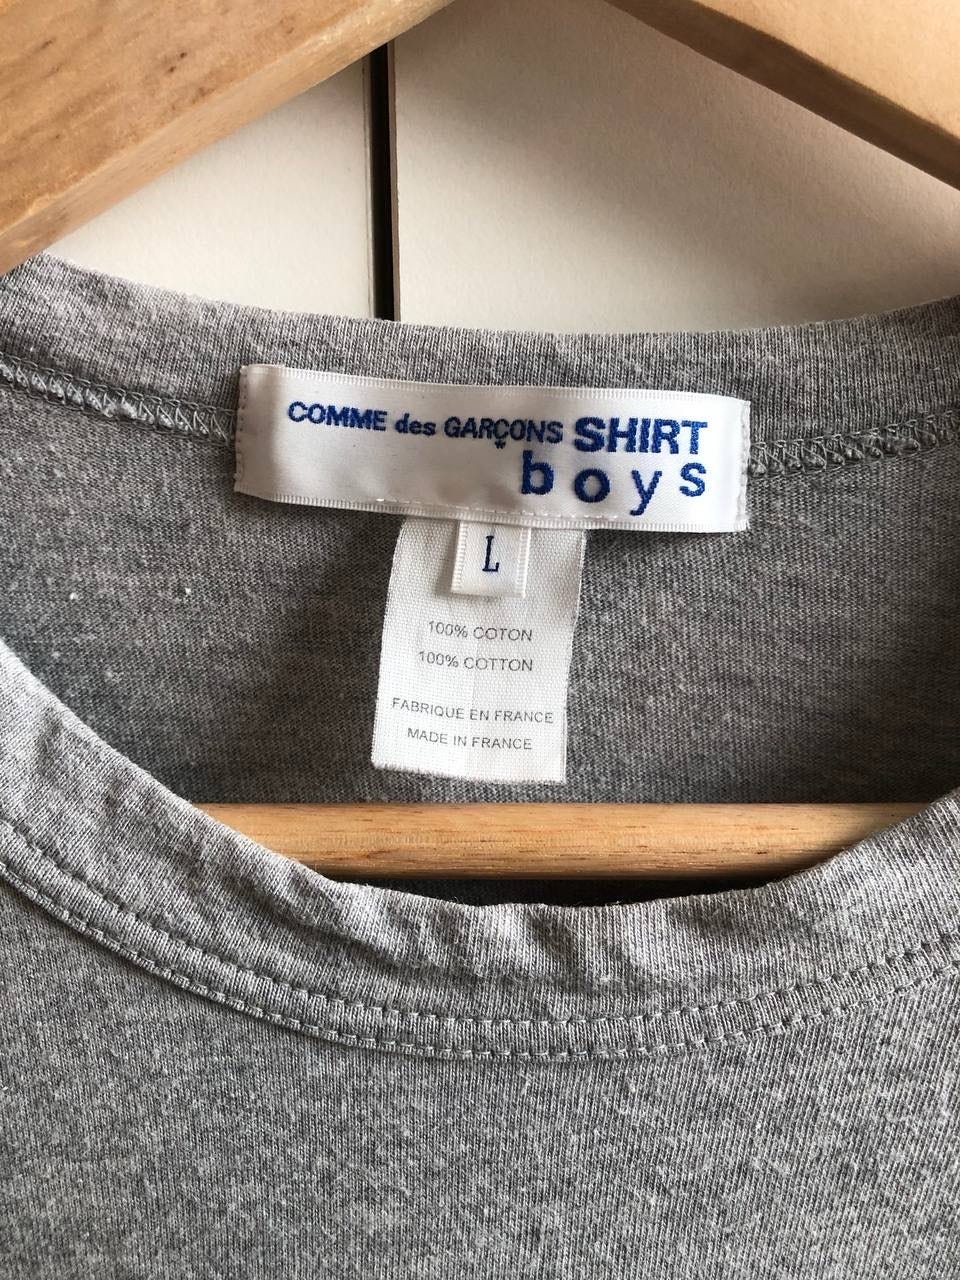 COMME des GARÇONS SHIRT
boys
L
100% COTON
100% COTTON
FABRIQUE EN FRANCE
MADE IN FRANCE